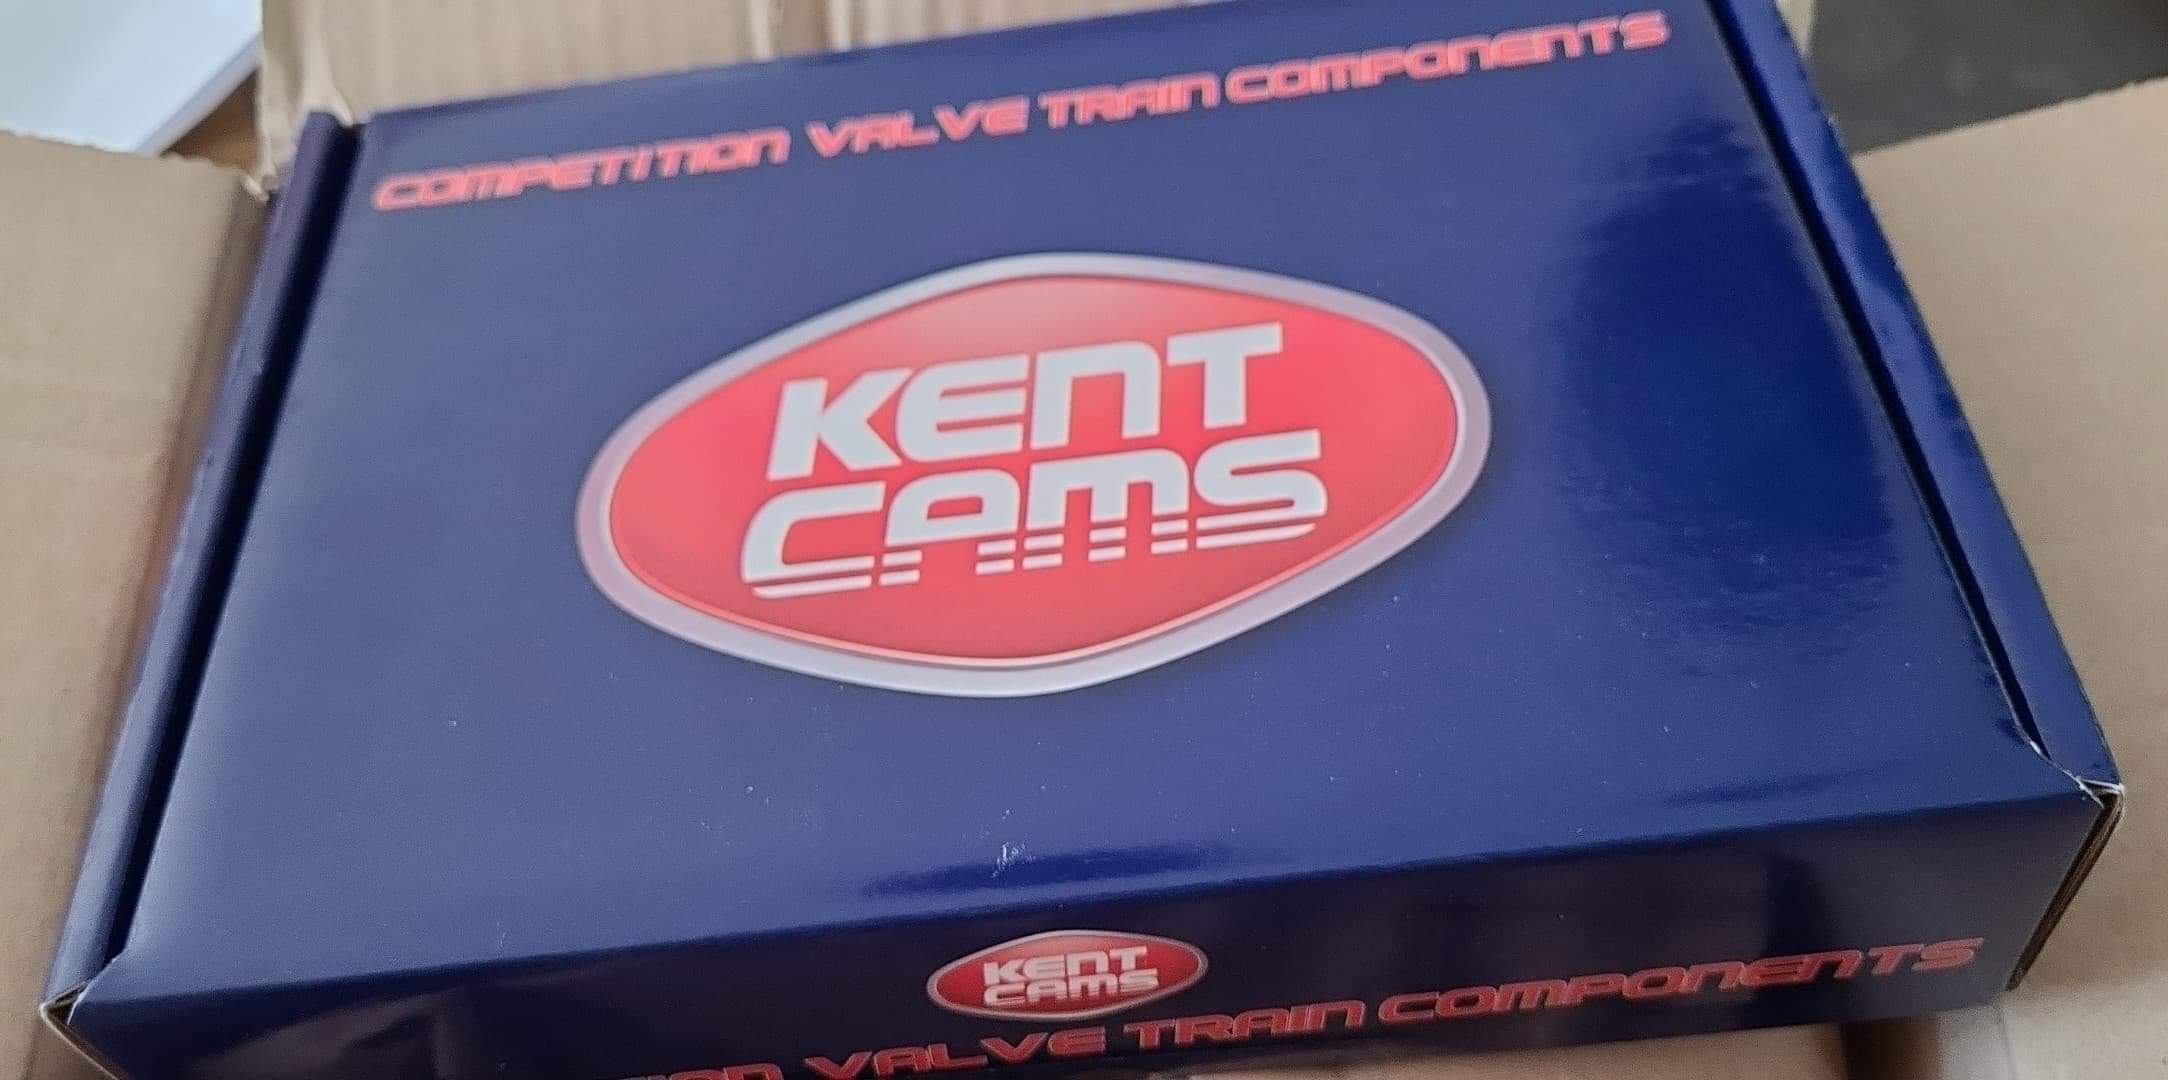 COMPETITION VALVE TRAIN COMPONENTS
KENT
CAMS
KENT
CAMS
VALVE TRAIN COMPONENTS